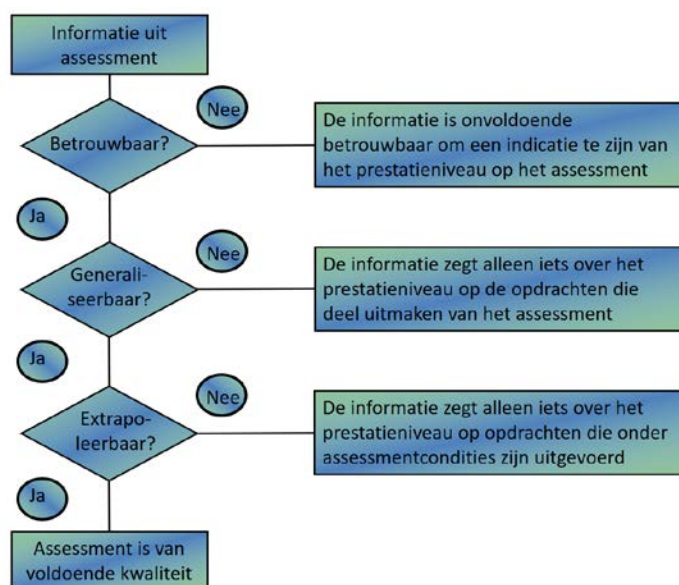 Informatie uit
assessment
Nee
Betrouwbaar?
De informatie is onvoldoende
betrouwbaar om een indicatie te zijn van
het prestatieniveau op het assessment
Ja
Nee
Generali-
seerbaar?
De informatie zegt alleen iets over het
prestatieniveau op de opdrachten die
deel uitmaken van het assessment
Ja
Nee
Extrapo-
leerbaar?
De informatie zegt alleen iets over het
prestatieniveau op opdrachten die onder
assessmentcondities zijn uitgevoerd
Ja
Assessment is van
voldoende kwaliteit